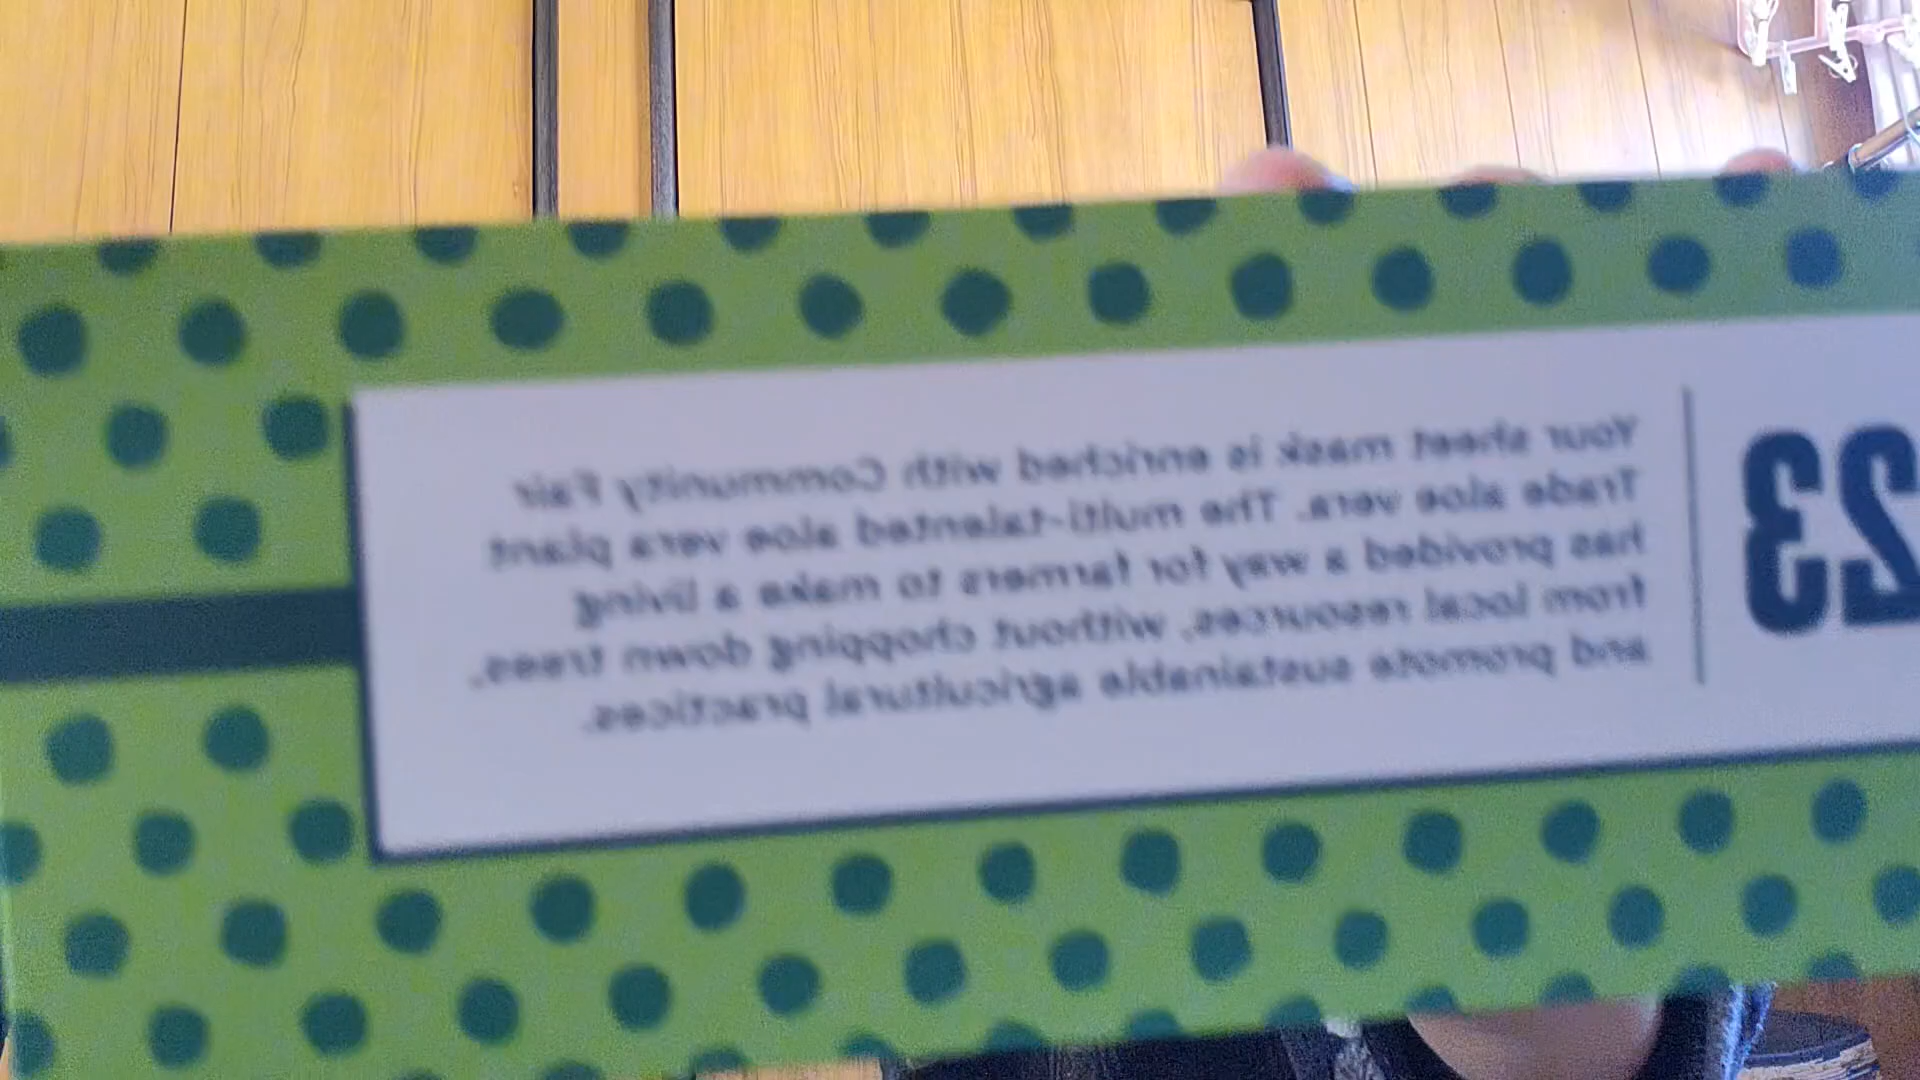 23
Your sheet mask is enriched with Community Fair
Trade aloe vera. The multi-talented aloe vera plant
has provided a way for farmers to make a living
from local resources, without chopping down trees,
and promote sustainable agricultural practices.